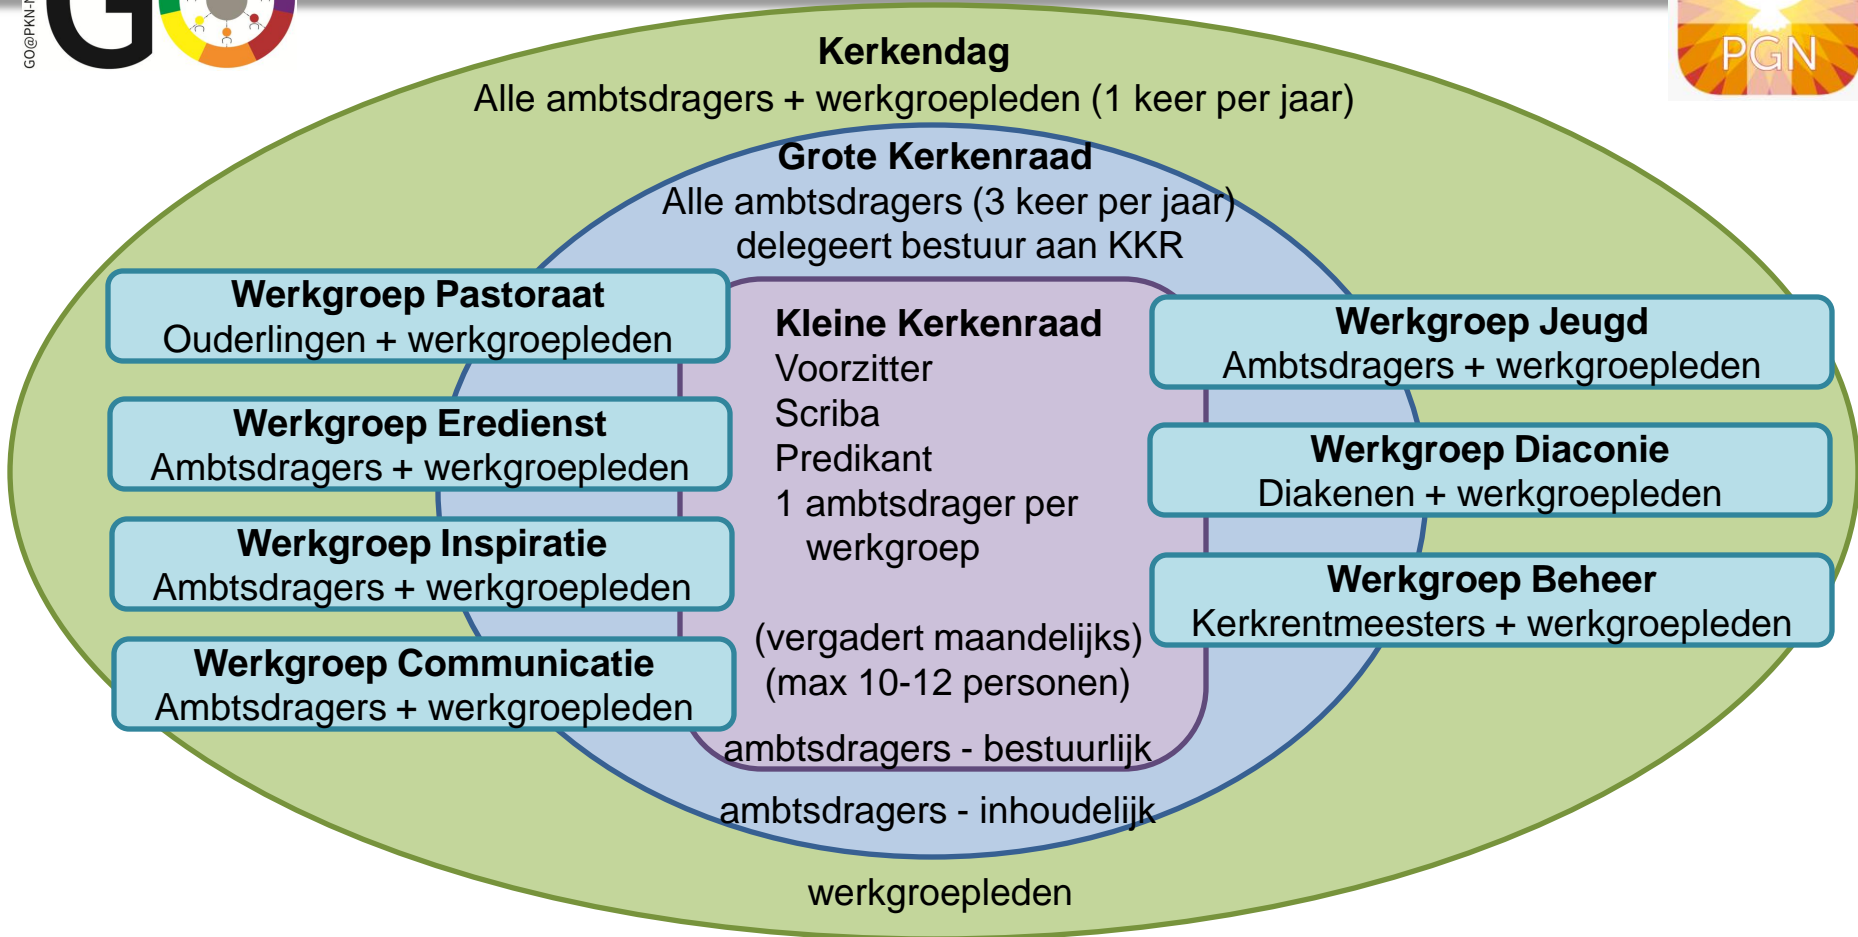 GO
PGN
Kerkendag
Alle ambtsdragers + werkgroepleden (1 keer per jaar)
Grote Kerkenraad
Alle ambtsdragers (3 keer per jaar)
delegeert bestuur aan KKR
Werkgroep Pastoraat
Ouderlingen + werkgroepleden
Werkgroep Eredienst
Ambtsdragers + werkgroepleden
Werkgroep Inspiratie
Ambtsdragers + werkgroepleden
Werkgroep Communicatie
Ambtsdragers + werkgroepleden
Kleine Kerkenraad
Voorzitter
Scriba
Predikant
1 ambtsdrager per
werkgroep
(vergadert maandelijks)
(max 10-12 personen)
Werkgroep Jeugd
Ambtsdragers + werkgroepleden
Werkgroep Diaconie
Diakenen + werkgroepleden
Werkgroep Beheer
Kerkrentmeesters + werkgroepleden
ambtsdragers - bestuurlijk
ambtsdragers - inhoudelijk
werkgroepleden